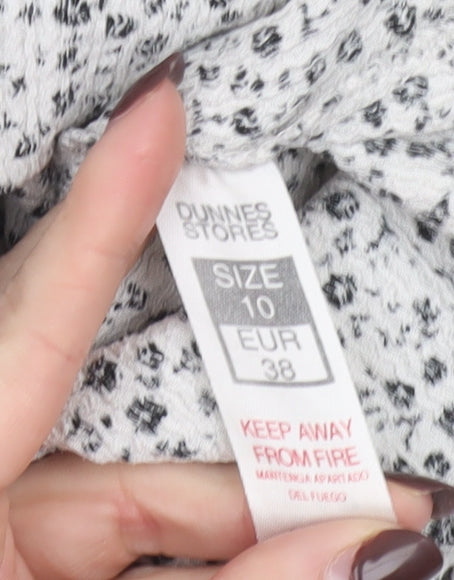 DUNNES
STORES
SIZE
10
EUR
38
KEEP AWAY
FROM FIRE
MANTENGA APARTADO
DEL FUEGO